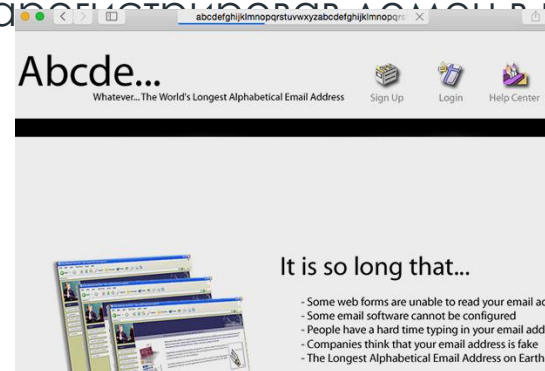 арегистрировав домен в
abcdefghijklmnopqrstuvwxyzabcdefghijklmnopqrs
Abcde...
Whatever... The World's Longest Alphabetical Email Address
Sign Up
Login
Help Center
It is so long that...
- Some web forms are unable to read your email ad
- Some email software cannot be configured
- People have a hard time typing in your email add
- Companies think that your email address is fake
- The Longest Alphabetical Email Address on Earth